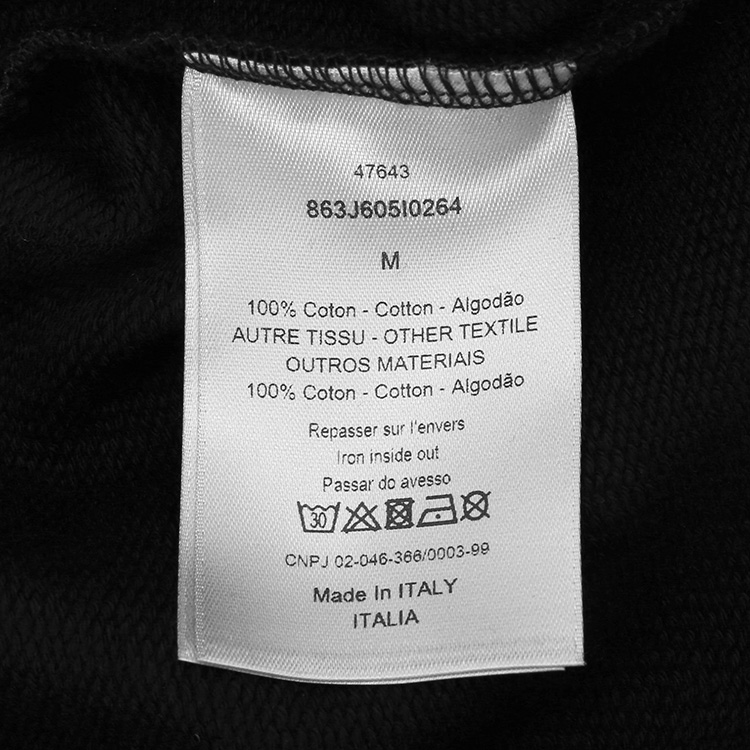 47643
863J605I0264
M
100% Coton - Cotton - Algodão
AUTRE TISSU - OTHER TEXTILE
OUTROS MATERIAIS
100% Coton - Cotton - Algodão
Repasser sur l'envers
Iron inside out
Passar do avesso
30
CNPJ 02-046-366/0003-99
Made In ITALY
ITALIA